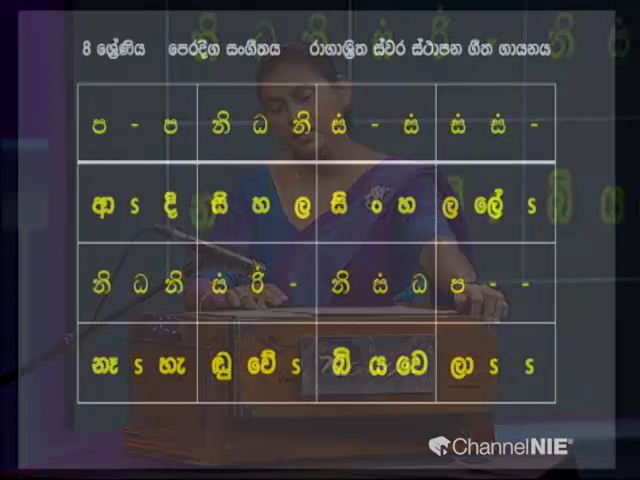 8 ශ්‍රේණිය පෙරදිග සංගීතය රාගාශ්‍රිත ස්වර ස්ථාපන ගීත ගායනය
ප - ප නි ධ නි සං - සං සං සං -
ආ s දි සි හ ල සි ං හ ල ලේ s
නි ධ නි සං රිං - නි සං ධ ප - -
නෑ s හැ ඬු වේ s බි ය වෙ ලා s s
ChannelNIE